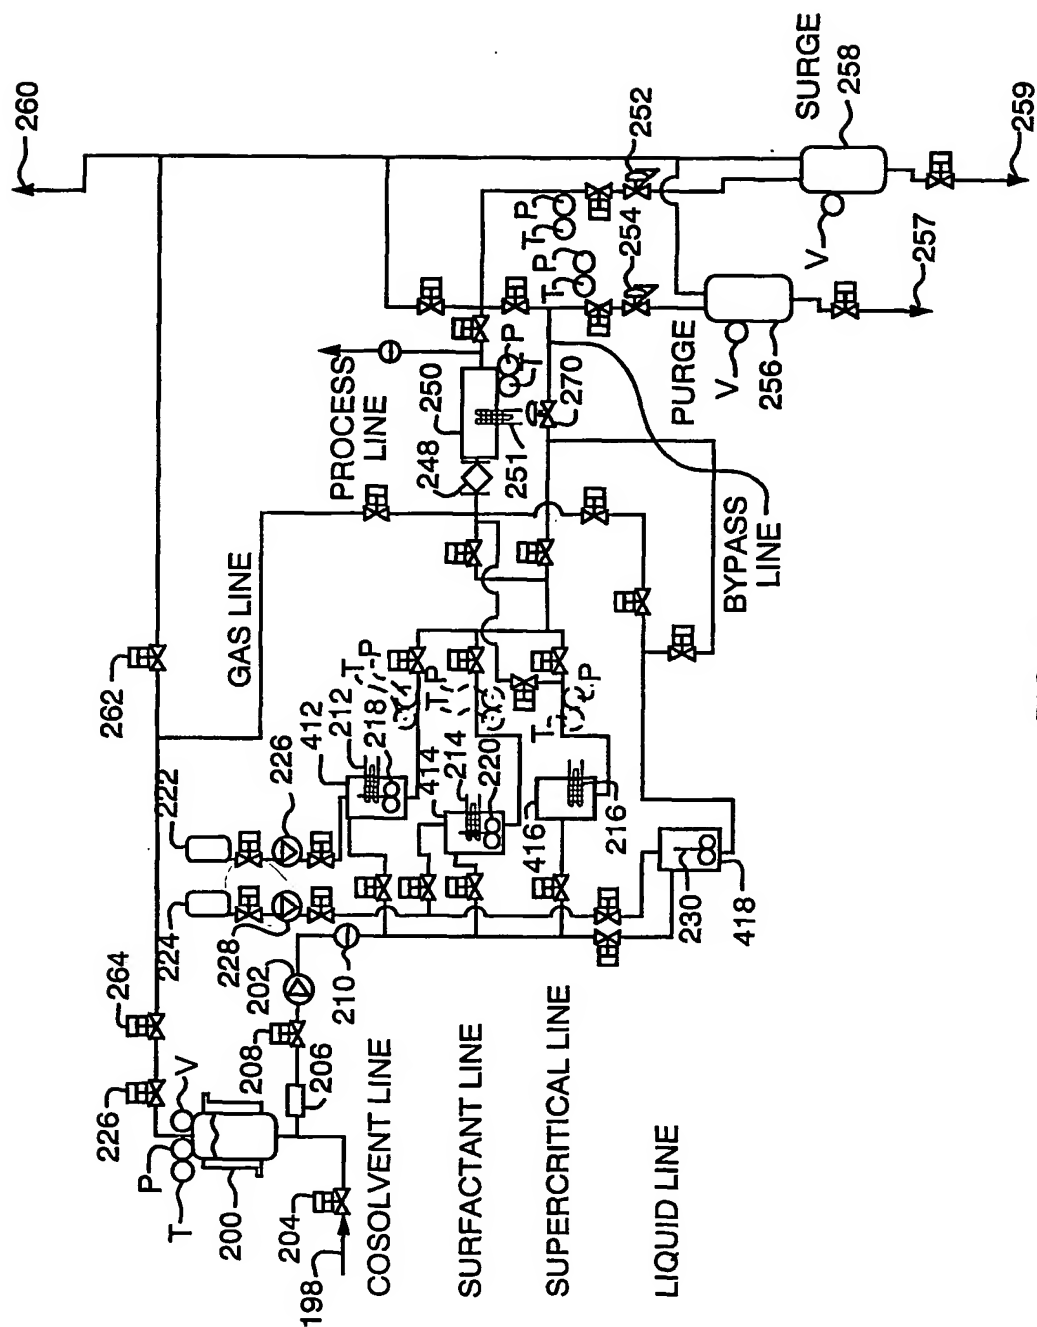 260
SURGE
258
259
252
P
T
P
T
254
V
257
PURGE
V
256
PROCESS
LINE
250
P
T
248
251
270
BYPASS
LINE
GAS LINE
262
222
226
412
212
218
T
P
414
214
220
T
P
416
216
T
P
230
418
224
228
202
210
264
226
V
P
T
200
208
206
204
198
COSOLVENT LINE
SURFACTANT LINE
SUPERCRITICAL LINE
LIQUID LINE